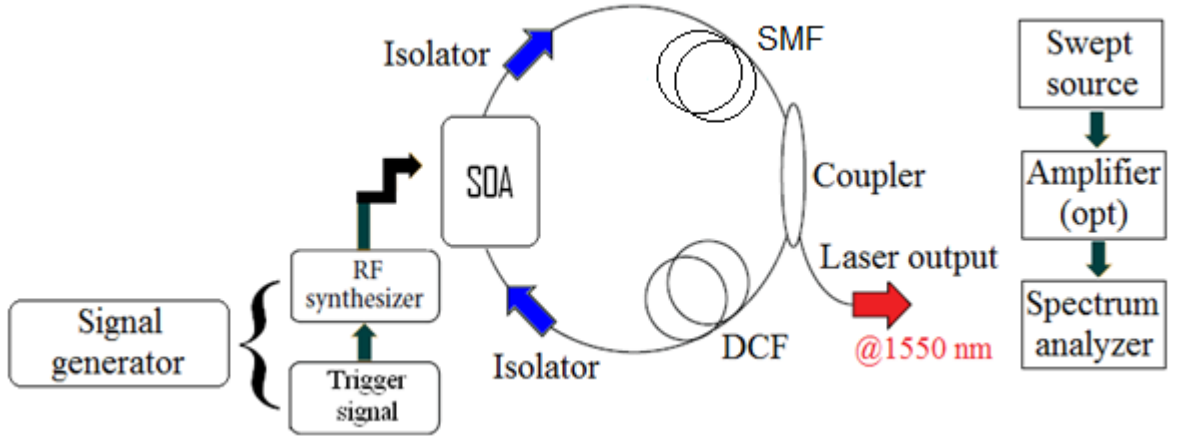 Isolator
SMF
Swept
source
SOA
Coupler
Amplifier
(opt)
RF
synthesizer
Laser output
Signal
generator
Trigger
signal
Isolator
DCF
@1550 nm
Spectrum
analyzer